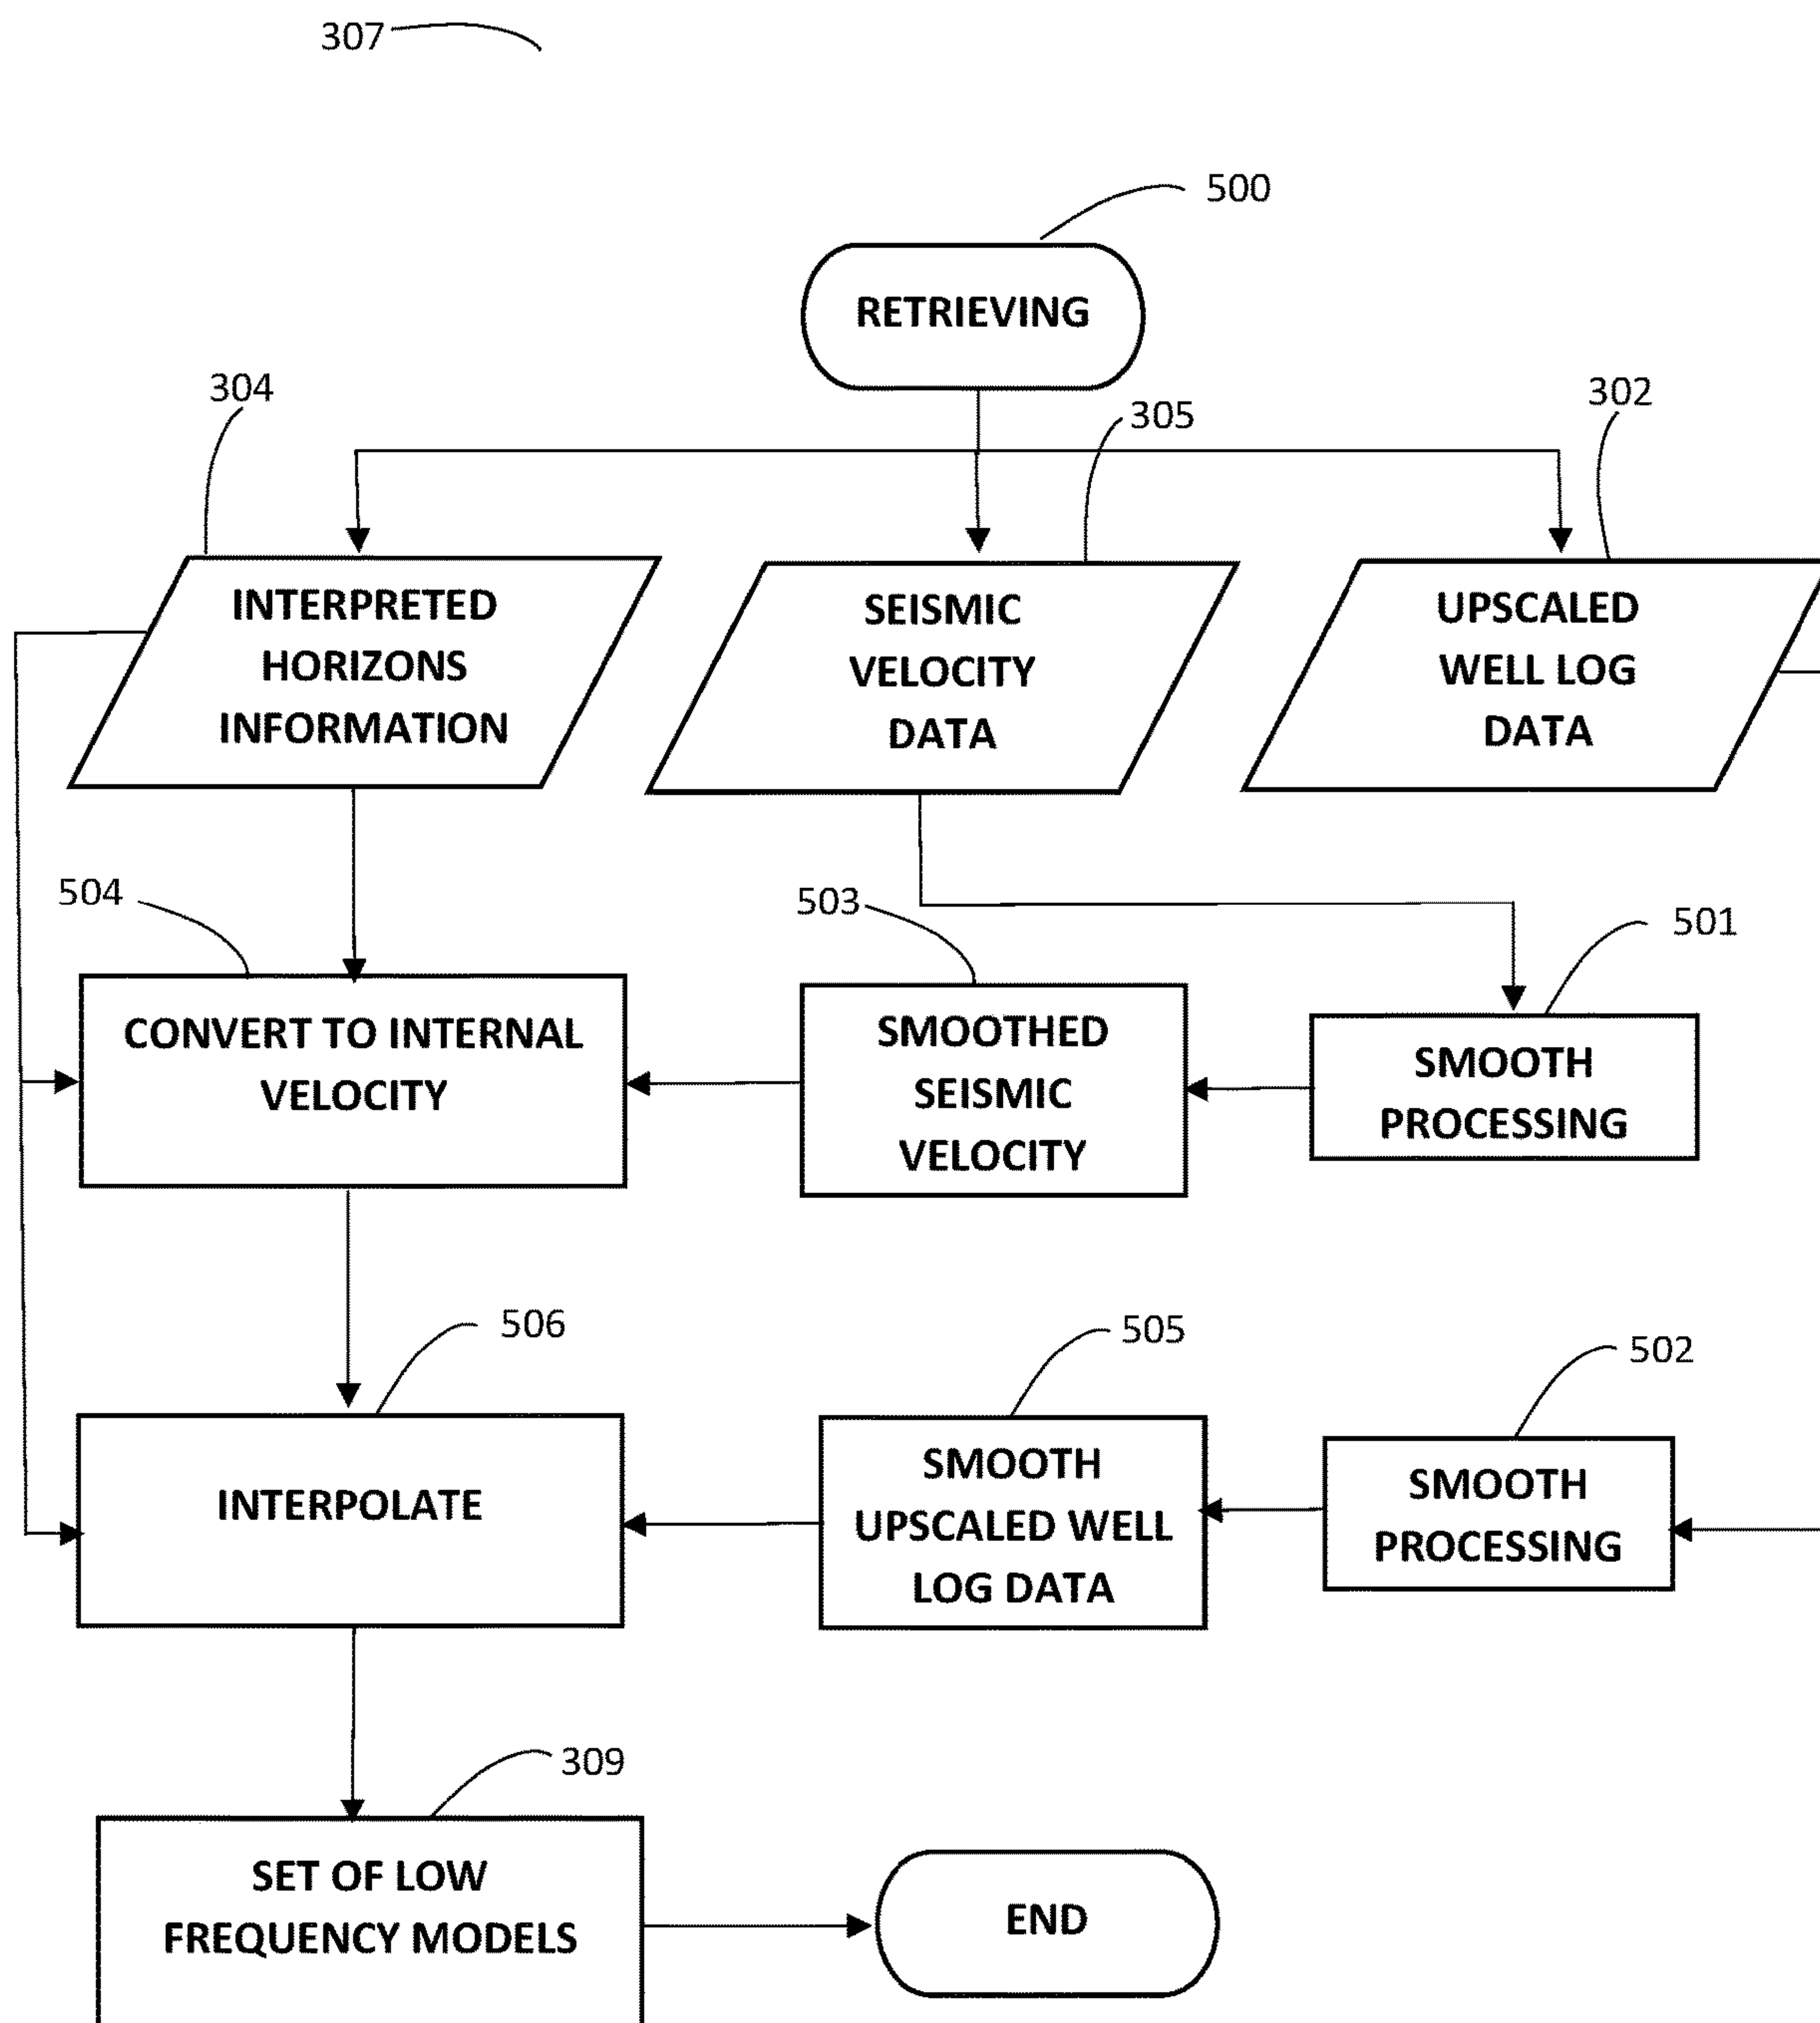 307
500
RETRIEVING
304
305
302
INTERPRETED
HORIZONS
INFORMATION
SEISMIC
VELOCITY
DATA
UPSCALED
WELL LOG
DATA
504
503
501
CONVERT TO INTERNAL
VELOCITY
SMOOTHED
SEISMIC
VELOCITY
SMOOTH
PROCESSING
506
505
502
INTERPOLATE
SMOOTH
UPSCALED WELL
LOG DATA
SMOOTH
PROCESSING
309
SET OF LOW
FREQUENCY MODELS
END